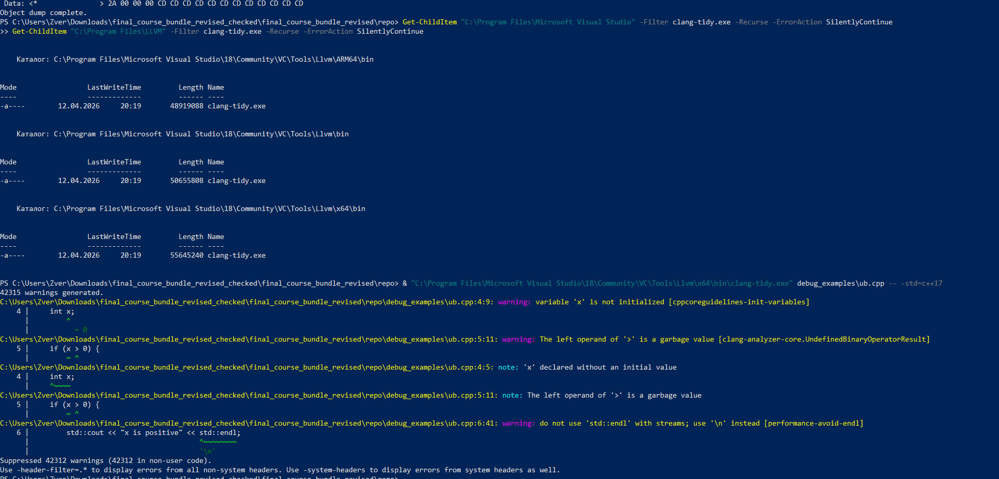 Data: <*               > 2A 00 00 00 CD CD CD CD CD CD CD CD CD CD CD CD
Object dump complete.
PS C:\Users\Zver\Downloads\final_course_bundle_revised_checked\final_course_bundle_revised\repo> Get-ChildItem "C:\Program Files\Microsoft Visual Studio" -Filter clang-tidy.exe -Recurse -ErrorAction SilentlyContinue
>> Get-ChildItem "C:\Program Files\LLVM" -Filter clang-tidy.exe -Recurse -ErrorAction SilentlyContinue
Каталог: C:\Program Files\Microsoft Visual Studio\18\Community\VC\Tools\Llvm\ARM64\bin
Mode                 LastWriteTime         Length Name
----                 -------------         ------ ----
-a----        12.04.2026     20:19       48919088 clang-tidy.exe
Каталог: C:\Program Files\Microsoft Visual Studio\18\Community\VC\Tools\Llvm\bin
Mode                 LastWriteTime         Length Name
----                 -------------         ------ ----
-a----        12.04.2026     20:19       50655808 clang-tidy.exe
Каталог: C:\Program Files\Microsoft Visual Studio\18\Community\VC\Tools\Llvm\x64\bin
Mode                 LastWriteTime         Length Name
----                 -------------         ------ ----
-a----        12.04.2026     20:19       55645240 clang-tidy.exe
PS C:\Users\Zver\Downloads\final_course_bundle_revised_checked\final_course_bundle_revised\repo> & "C:\Program Files\Microsoft Visual Studio\18\Community\VC\Tools\Llvm\x64\bin\clang-tidy.exe" debug_examples\ub.cpp -- -std=c++17
42315 warnings generated.
C:\Users\Zver\Downloads\final_course_bundle_revised_checked\final_course_bundle_revised\repo\debug_examples\ub.cpp:4:9: warning: variable 'x' is not initialized [cppcoreguidelines-init-variables]
    4 |     int x;
      |         ^
      |           = 0
C:\Users\Zver\Downloads\final_course_bundle_revised_checked\final_course_bundle_revised\repo\debug_examples\ub.cpp:5:11: warning: The left operand of '>' is a garbage value [clang-analyzer-core.UndefinedBinaryOperatorResult]
    5 |     if (x > 0) {
      |         ~ ^
C:\Users\Zver\Downloads\final_course_bundle_revised_checked\final_course_bundle_revised\repo\debug_examples\ub.cpp:4:5: note: 'x' declared without an initial value
    4 |     int x;
      |     ^~~~~
C:\Users\Zver\Downloads\final_course_bundle_revised_checked\final_course_bundle_revised\repo\debug_examples\ub.cpp:5:11: note: The left operand of '>' is a garbage value
    5 |     if (x > 0) {
      |         ~ ^
C:\Users\Zver\Downloads\final_course_bundle_revised_checked\final_course_bundle_revised\repo\debug_examples\ub.cpp:6:41: warning: do not use 'std::endl' with streams; use '\n' instead [performance-avoid-endl]
    6 |         std::cout << "x is positive" << std::endl;
      |                                         ^~~~~~~~~
      |                                         '\n'
Suppressed 42312 warnings (42312 in non-user code).
Use -header-filter=.* to display errors from all non-system headers. Use -system-headers to display errors from system headers as well.
PS C:\Users\Zver\Downloads\final_course_bundle_revised_checked\final_course_bundle_revised\repo>